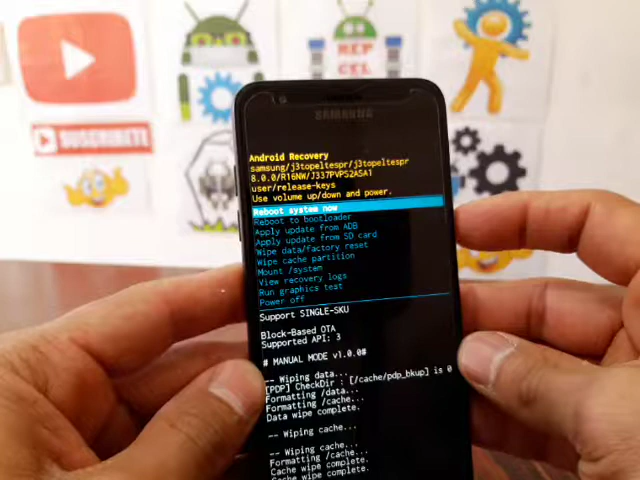 SUSCRIBETE
REP
CEL
SAMSUNG
Android Recovery
samsung/j3topeltespr/j3topeltespr
8.0.0/R16NW/J337PVPS2ASA1
user/release-keys
Use volume up/down and power.
Reboot system now
Reboot to bootloader
Apply update from ADB
Apply update from SD card
Wipe data/factory reset
Wipe cache partition
Mount /system
View recovery logs
Run graphics test
Power off
Support SINGLE-SKU
Block-Based OTA
Supported API: 3
# MANUAL MODE v1.0.0#
-- Wiping data...
[PDP] CheckDir : [/cache/pdp_bkup] is 0
Formatting /data...
Formatting /cache...
Data wipe complete.
-- Wiping cache...
-- Wiping cache...
Formatting /cache...
Cache wipe complete.
Cache wipe complete.